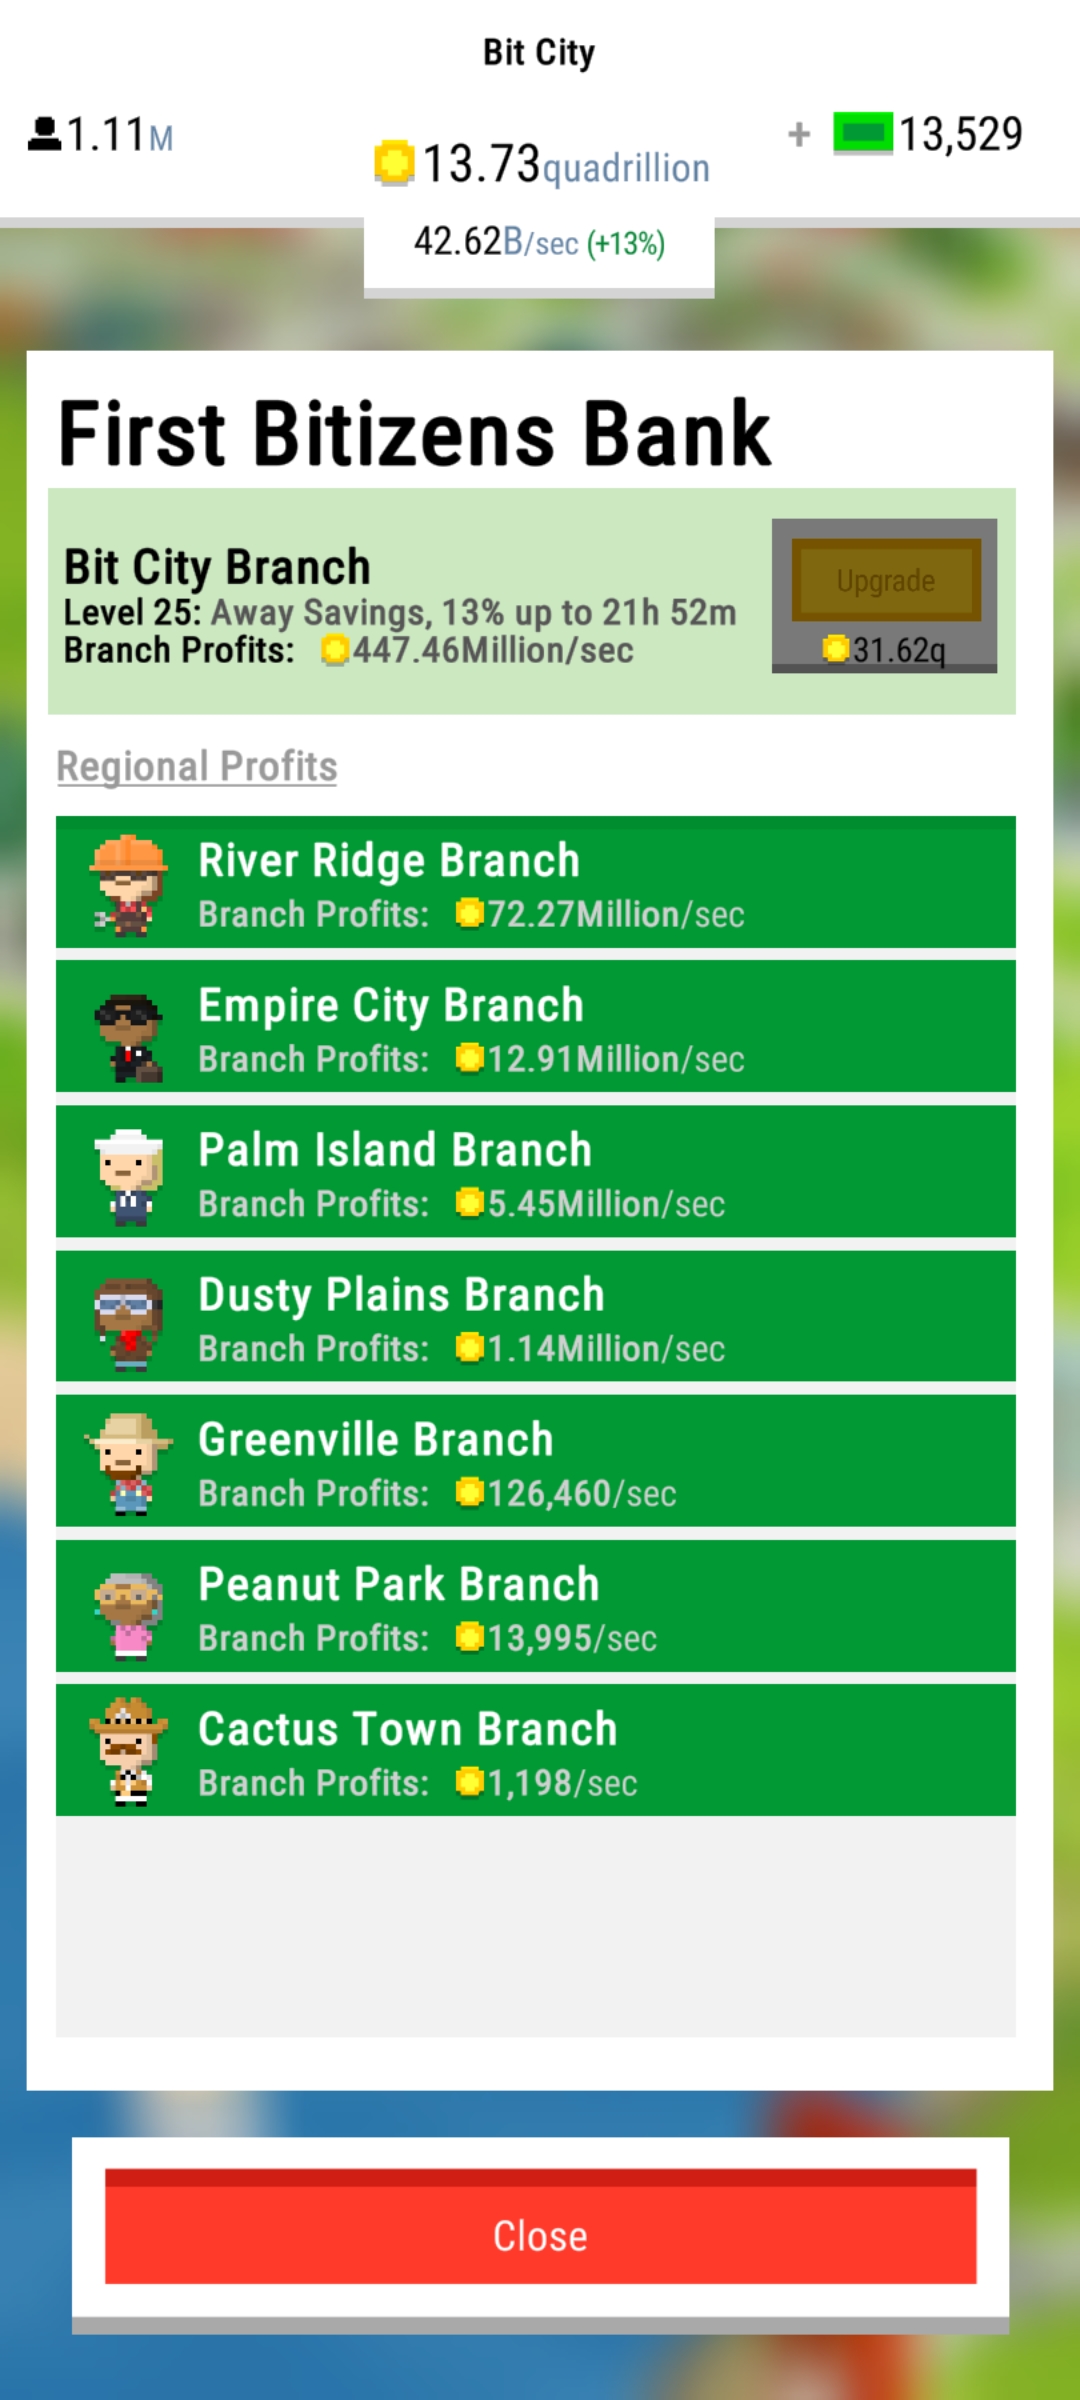 Bit City
1.11M
13.73quadrillion
+ 13,529
42.62B/sec (+13%)
First Bitizens Bank
Bit City Branch
Level 25: Away Savings, 13% up to 21h 52m
Branch Profits: 447.46Million/sec
Upgrade
31.62q
Regional Profits
River Ridge Branch
Branch Profits: 72.27Million/sec
Empire City Branch
Branch Profits: 12.91Million/sec
Palm Island Branch
Branch Profits: 5.45Million/sec
Dusty Plains Branch
Branch Profits: 1.14Million/sec
Greenville Branch
Branch Profits: 126,460/sec
Peanut Park Branch
Branch Profits: 13,995/sec
Cactus Town Branch
Branch Profits: 1,198/sec
Close